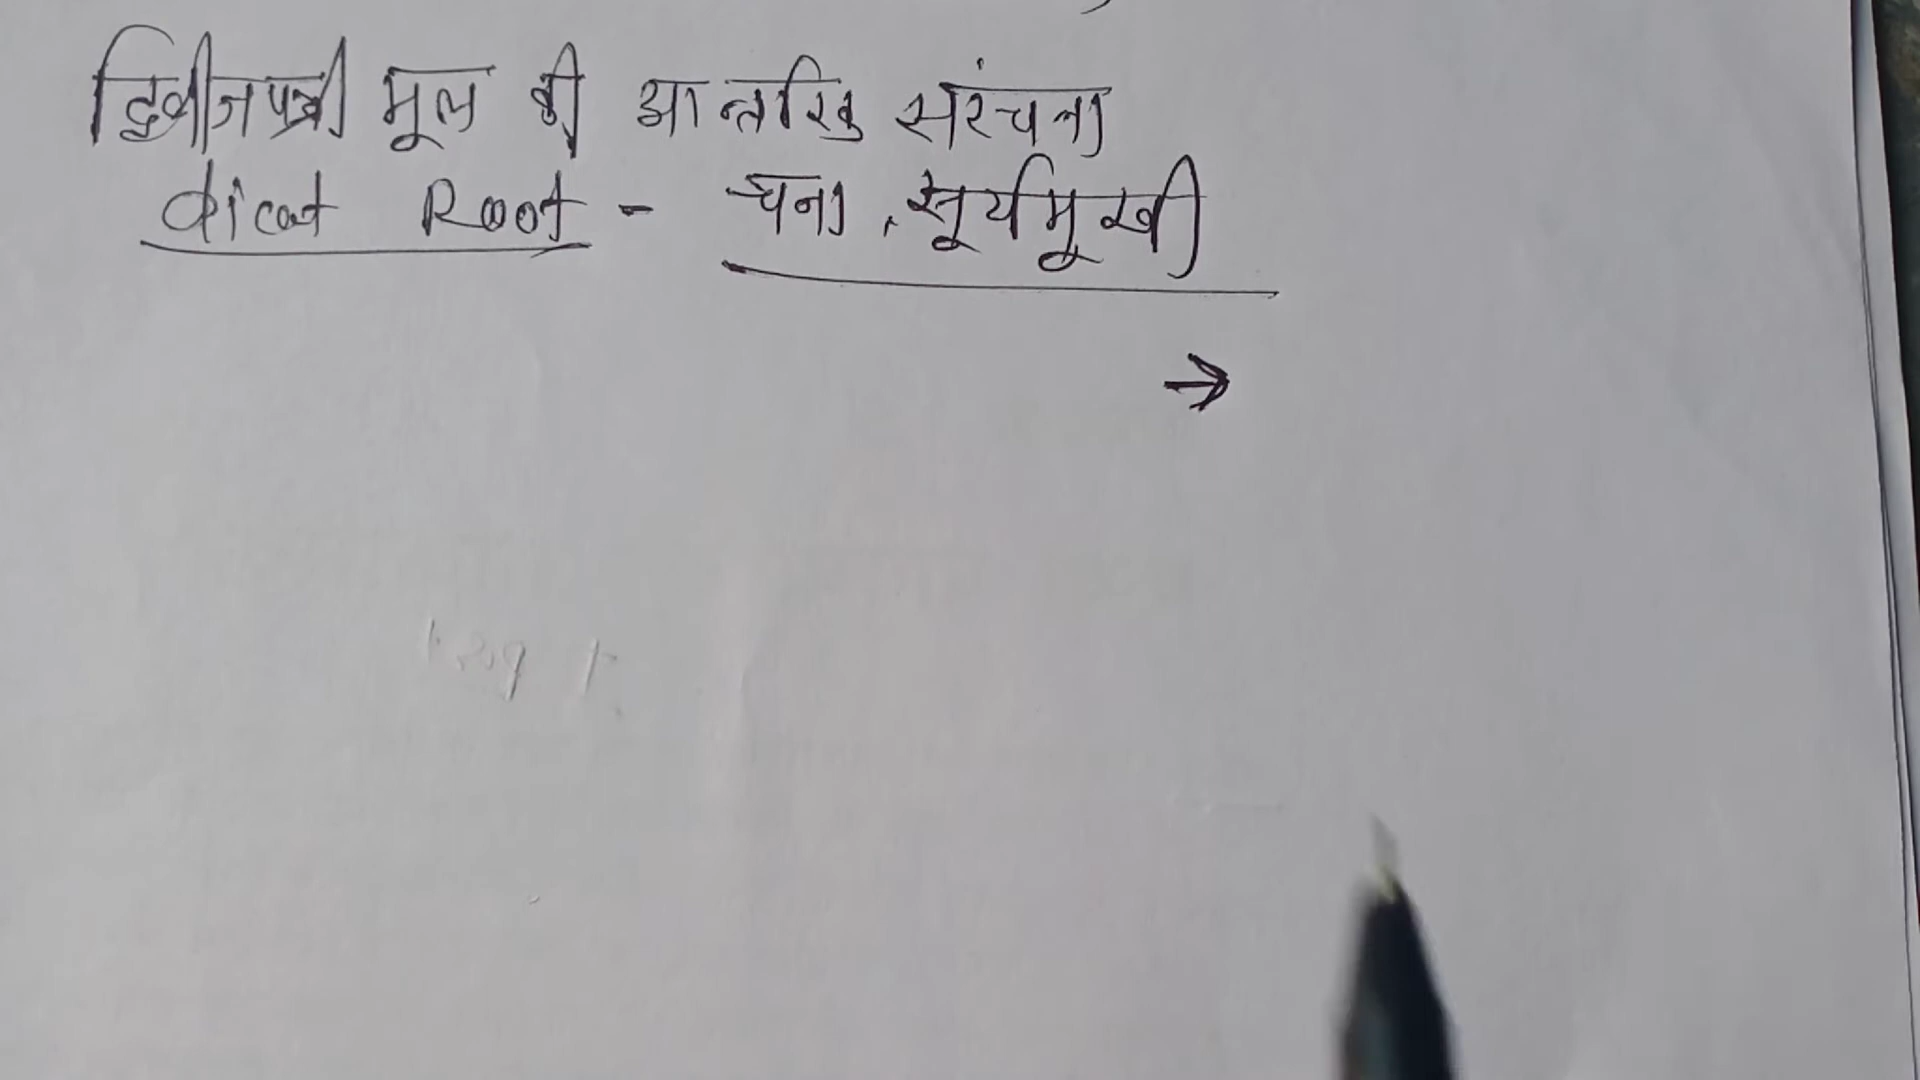 द्विबीजपत्री मूल की आन्तरिक संरचना
dicot Root - चना, सूर्यमूखी
→